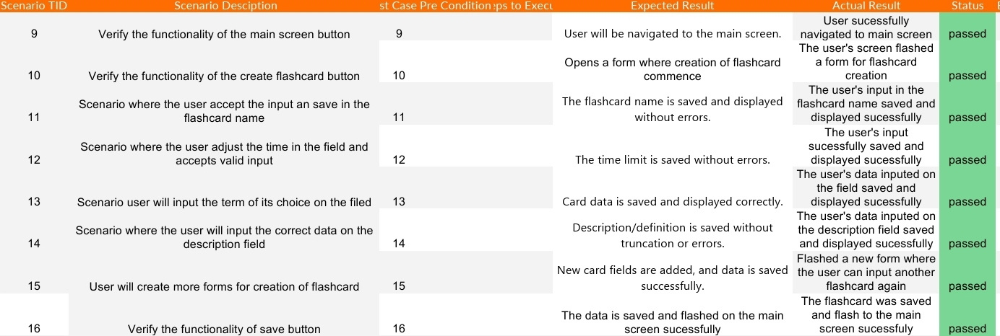 Scenario TID Scenario Desciption st Case Pre Condition ps to Execu Expected Result Actual Result Status
9 Verify the functionality of the main screen button 9 User will be navigated to the main screen. User sucessfully navigated to main screen passed
10 Verify the functionality of the create flashcard button 10 Opens a form where creation of flashcard commence The user's screen flashed a form for flashcard creation passed
11 Scenario where the user accept the input an save in the flashcard name 11 The flashcard name is saved and displayed without errors. The user's input in the flashcard name saved and displayed sucessfully passed
12 Scenario where the user adjust the time in the field and accepts valid input 12 The time limit is saved without errors. The user's input sucessfully saved and displayed sucessfully passed
13 Scenario user will input the term of its choice on the filed 13 Card data is saved and displayed correctly. The user's data inputed on the field saved and displayed sucessfully passed
14 Scenario where the user will input the correct data on the description field 14 Description/definition is saved without truncation or errors. The user's data inputed on the description field saved and displayed sucessfully passed
15 User will create more forms for creation of flashcard 15 New card fields are added, and data is saved successfully. Flashed a new form where the user can input another flashcard again passed
16 Verify the functionality of save button 16 The data is saved and flashed on the main screen sucessfully The flashcard was saved and flash to the main screen sucessfuly passed